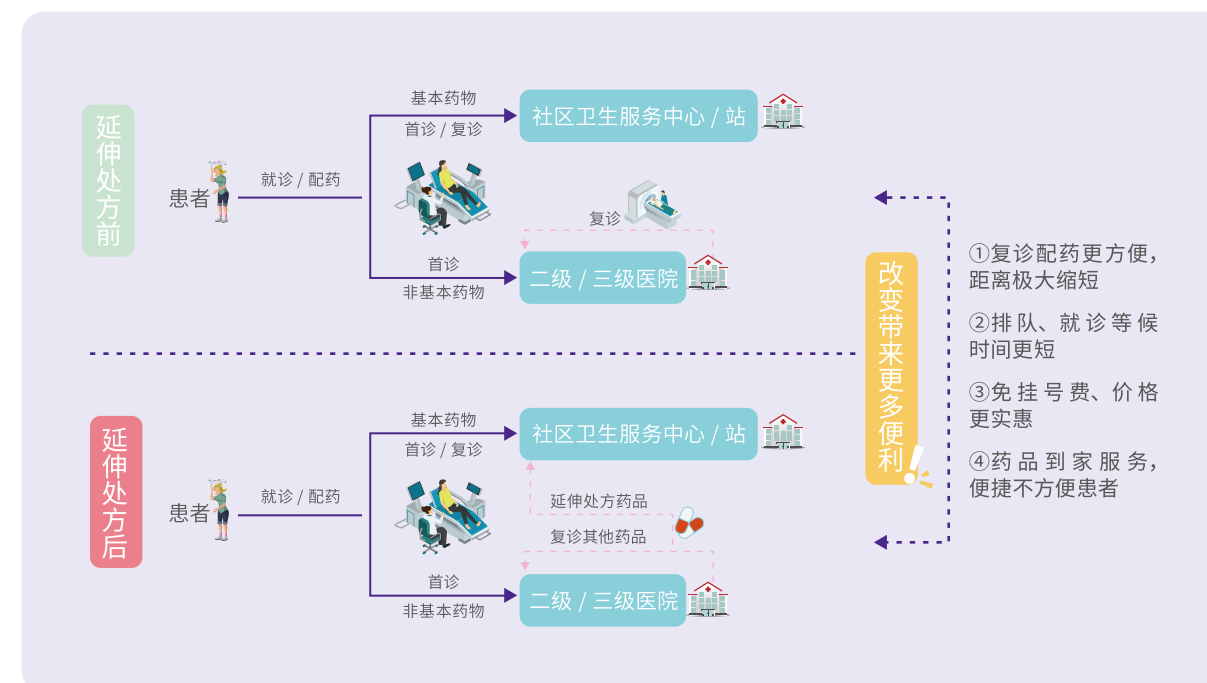 延伸处方前
患者
就诊 / 配药
基本药物
首诊 / 复诊
社区卫生服务中心 / 站
复诊
首诊
非基本药物
二级 / 三级医院
延伸处方后
患者
就诊 / 配药
基本药物
首诊 / 复诊
社区卫生服务中心 / 站
延伸处方药品
复诊其他药品
首诊
非基本药物
二级 / 三级医院
改变带来更多便利
①复诊配药更方便，
距离极大缩短
②排队、就诊等候
时间更短
③免挂号费、价格
更实惠
④药品到家服务，
便捷不方便患者